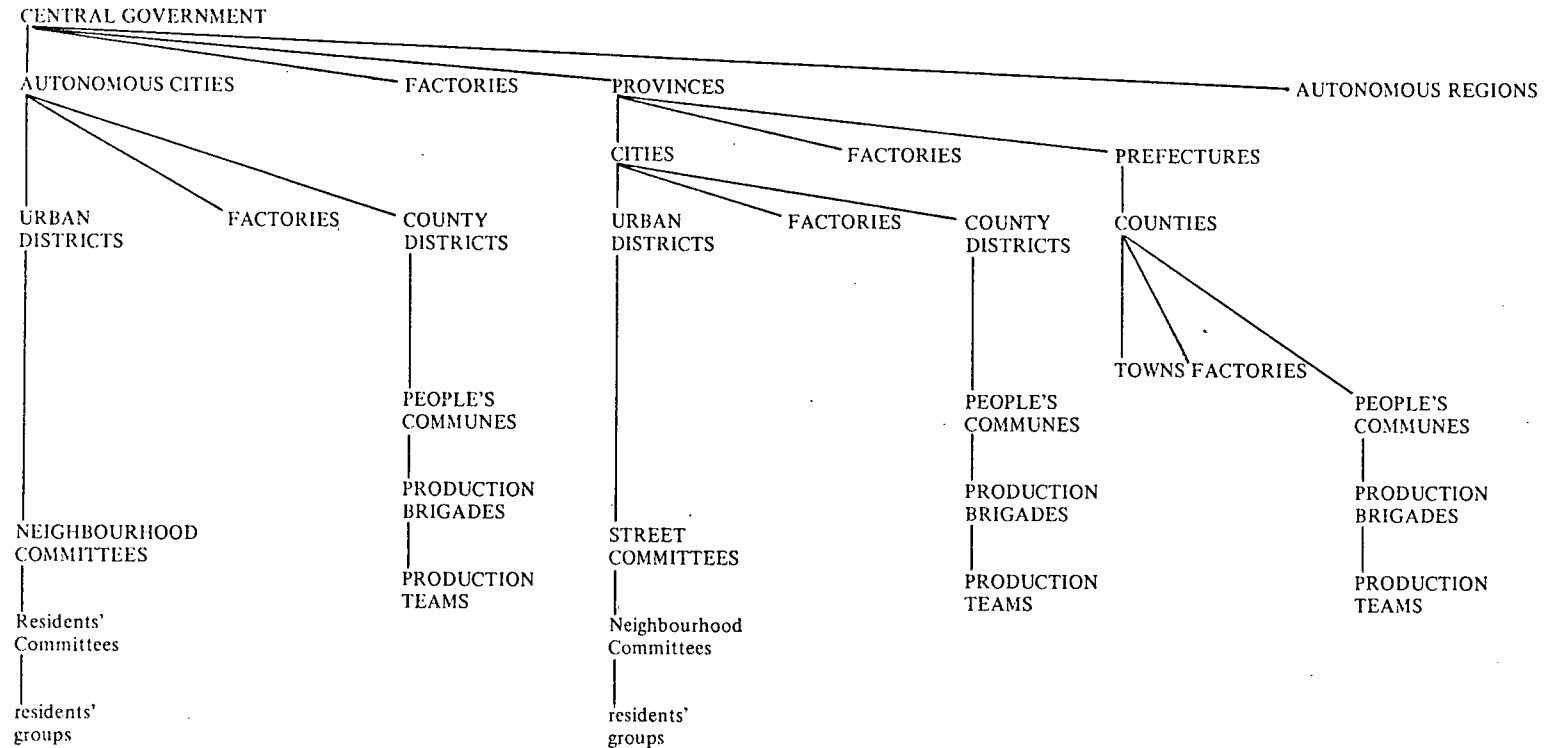 CENTRAL GOVERNMENT
AUTONOMOUS CITIES
FACTORIES
PROVINCES
AUTONOMOUS REGIONS
CITIES
FACTORIES
PREFECTURES
URBAN
DISTRICTS
FACTORIES
COUNTY
DISTRICTS
URBAN
DISTRICTS
FACTORIES
COUNTY
DISTRICTS
COUNTIES
TOWNS
FACTORIES
PEOPLE'S
COMMUNES
PEOPLE'S
COMMUNES
PEOPLE'S
COMMUNES
PRODUCTION
BRIGADES
PRODUCTION
BRIGADES
PRODUCTION
BRIGADES
NEIGHBOURHOOD
COMMITTEES
STREET
COMMITTEES
PRODUCTION
TEAMS
PRODUCTION
TEAMS
PRODUCTION
TEAMS
Residents'
Committees
Neighbourhood
Committees
residents'
groups
residents'
groups